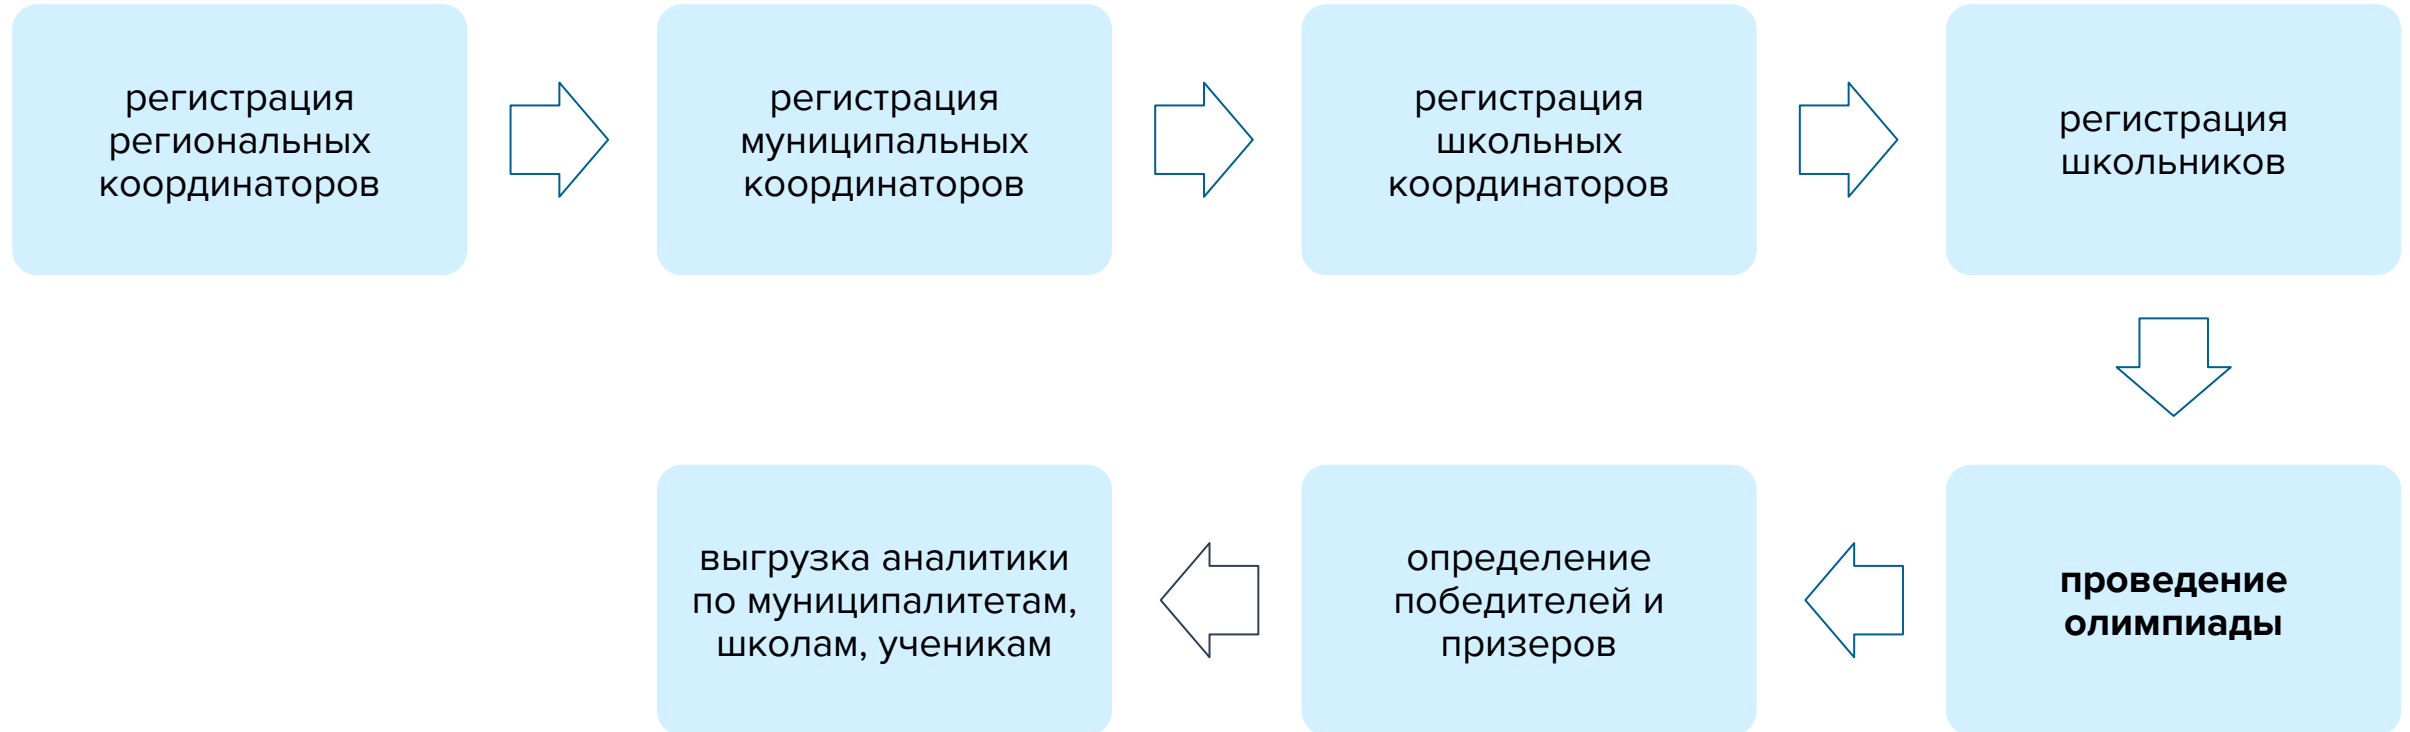 регистрация
региональных
координаторов
регистрация
муниципальных
координаторов
регистрация
школьных
координаторов
регистрация
школьников
проведение
олимпиады
определение
победителей и
призеров
выгрузка аналитики
по муниципалитетам,
школам, ученикам